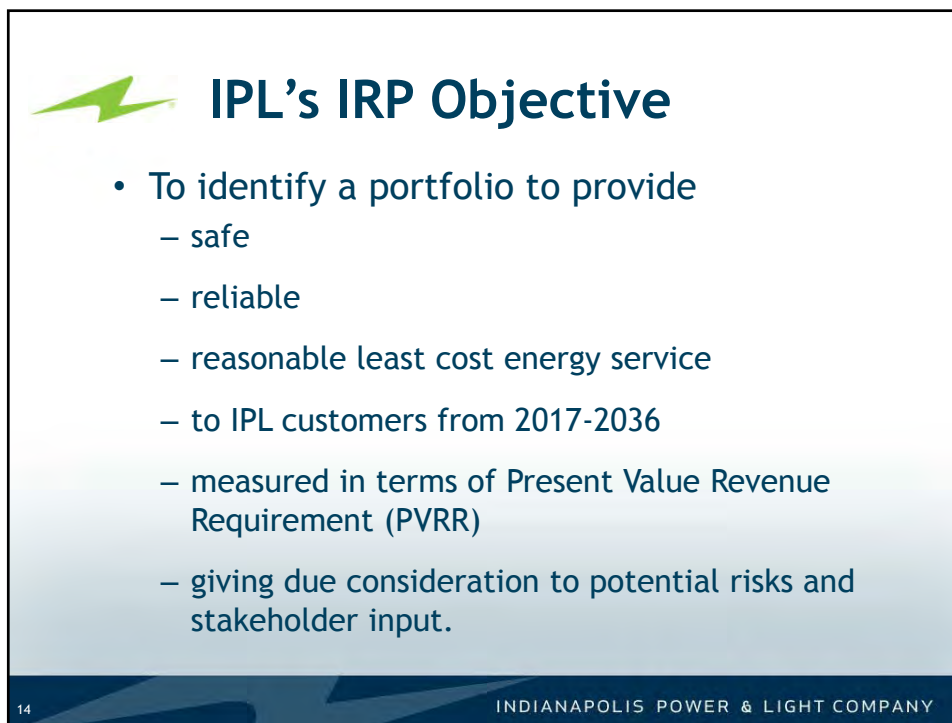 IPL’s IRP Objective
• To identify a portfolio to provide
– safe
– reliable
– reasonable least cost energy service
– to IPL customers from 2017-2036
– measured in terms of Present Value Revenue
Requirement (PVRR)
– giving due consideration to potential risks and
stakeholder input.
14
INDIANAPOLIS POWER & LIGHT COMPANY